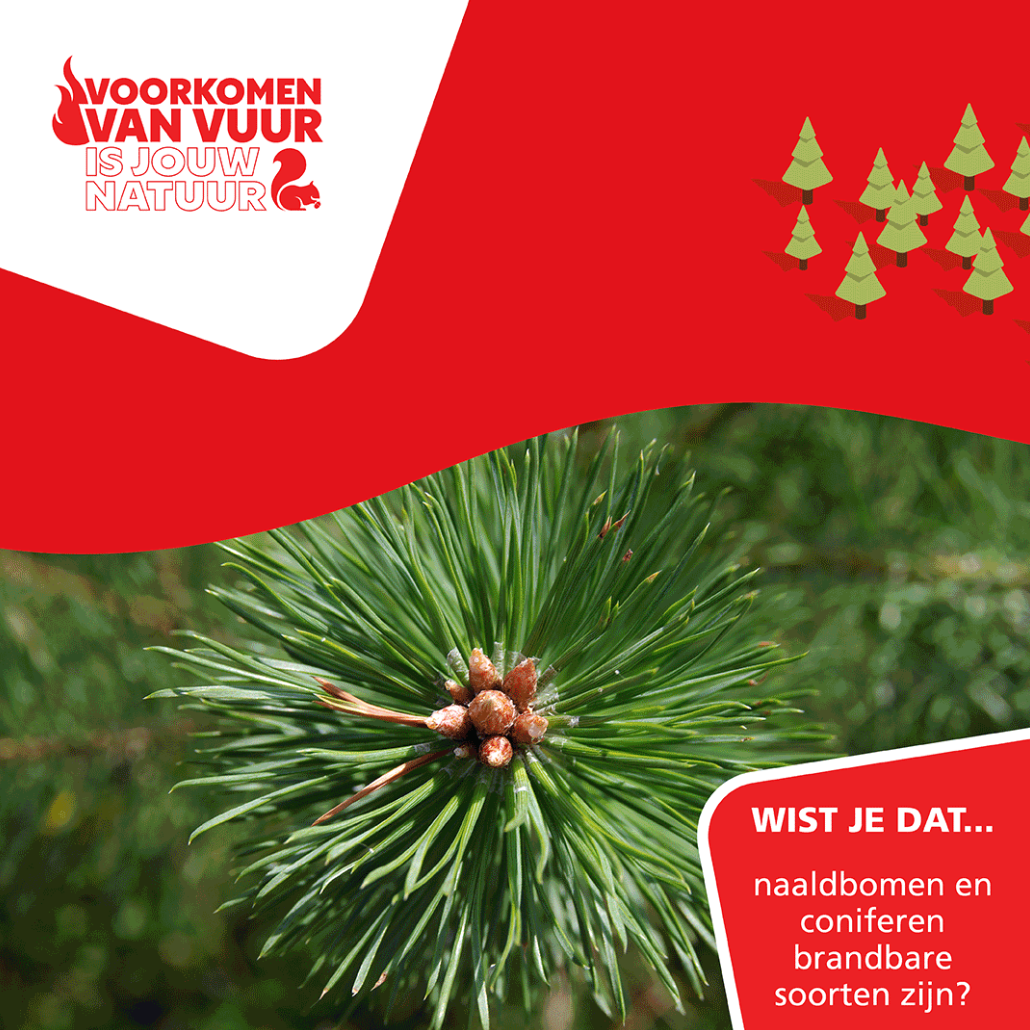 VOORKOMEN
VAN VUUR
IS JOUW
NATUUR
WIST JE DAT...
naaldbomen en
coniferen
brandbare
soorten zijn?